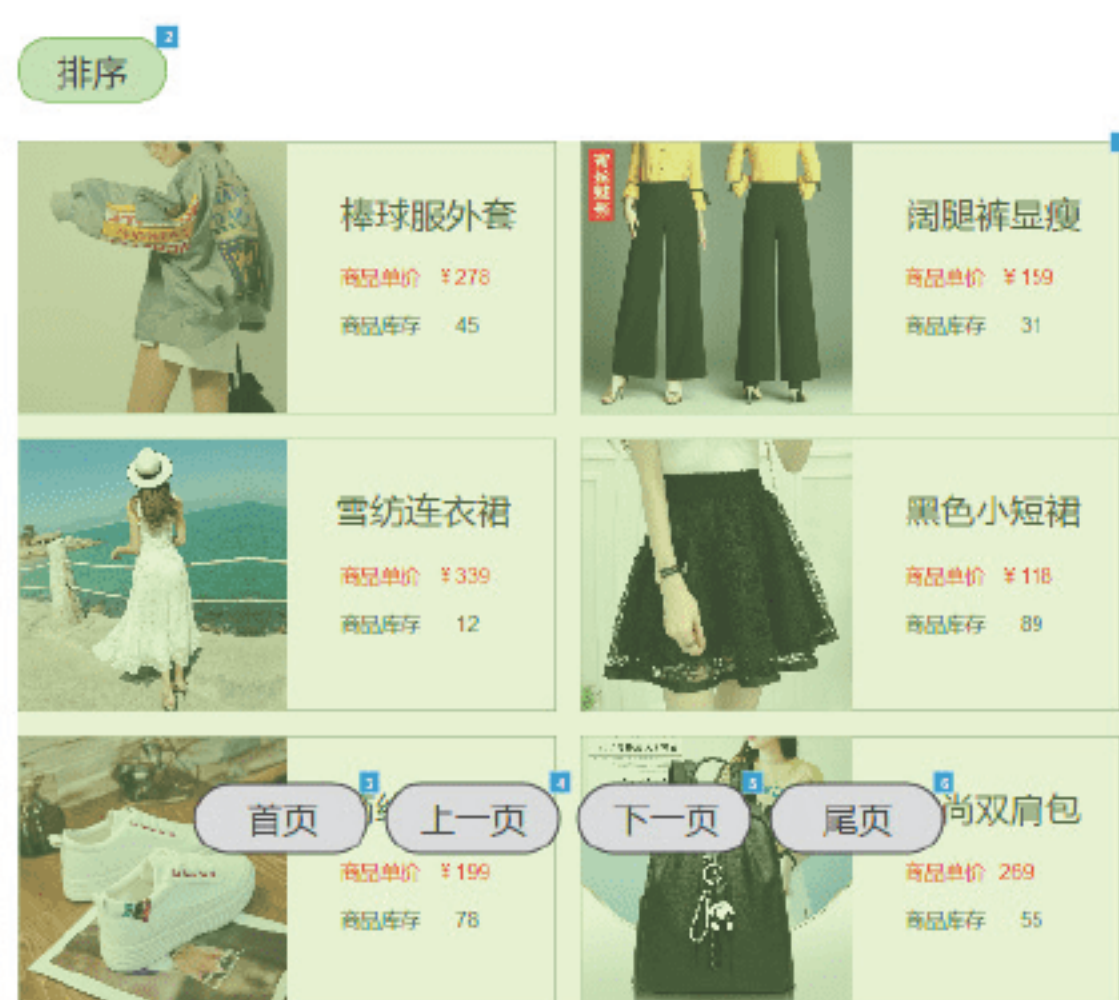 2
排序
棒球服外套
商品单价 ¥278
商品库存 45
阔腿裤显瘦
商品单价 ¥159
商品库存 31
雪纺连衣裙
商品单价 ¥339
商品库存 12
黑色小短裙
商品单价 ¥118
商品库存 89
3
首页
4
上一页
5
下一页
6
尾页
商品单价 ¥199
商品库存 78
尚双肩包
商品单价 269
商品库存 55